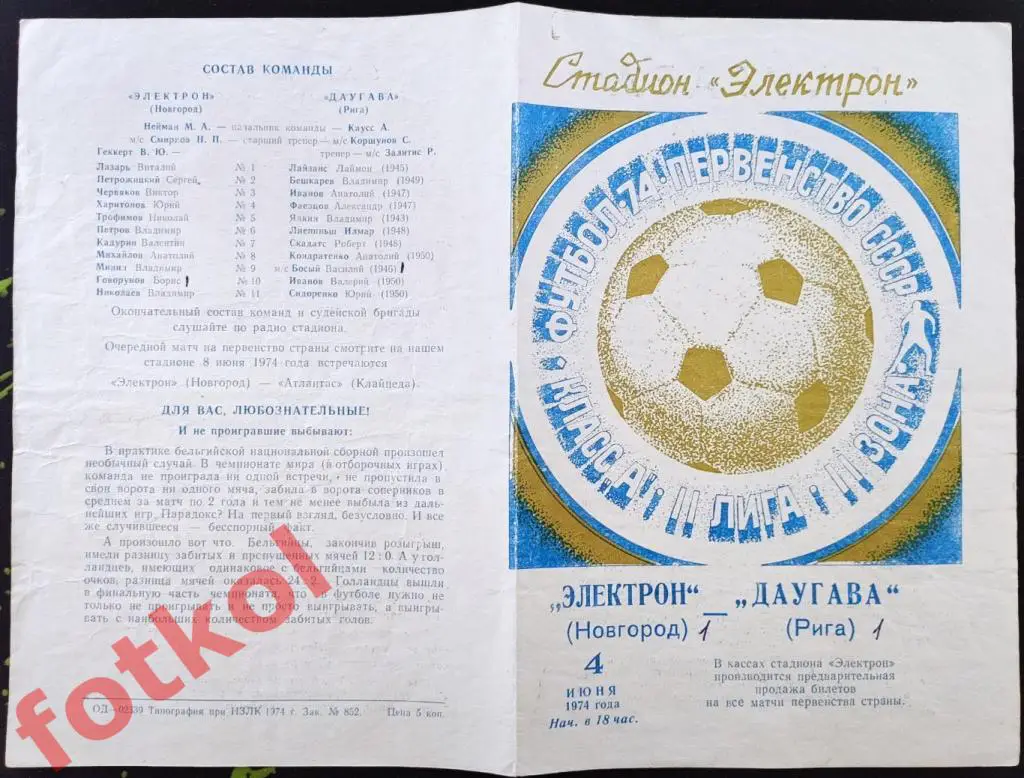 СОСТАВ КОМАНДЫ
«ЭЛЕКТРОН» «ДАУГАВА»
(Новгород) (Рига)
Нейман М. А. — начальник команды — Каусс А.
м/с Смирнов Н. П. — старший тренер — м/с Коршунов С.
Геккерт В. Ю. — тренер — м/с Залитис Р.
Лазарь Виталий № 1 Лайзанс Лаймон (1945)
Петрожицкий Сергей № 2 Бешкарев Владимир (1949)
Червяков Виктор № 3 Иванов Анатолий (1947)
Харитонов Юрий № 4 Фаецзов Александр (1947)
Трофимов Николай № 5 Ялкин Владимир (1943)
Петров Владимир № 6 Лиепиньш Илмар (1948)
Кадурин Валентин № 7 Скадатс Роберт (1948)
Михайлов Анатолий № 8 Кондратенко Анатолий (1950)
Минил Владимир № 9 м/с Босый Василий (1946) 1
Говорунов Борис 1 № 10 Иванов Валерий (1950)
Николаев Владимир № 11 Сидоренко Юрий (1950)
Окончательный состав команд и судейской бригады
слушайте по радио стадиона.
Очередной матч на первенство страны смотрите на нашем
стадионе 8 июня 1974 года встречаются
«Электрон» (Новгород) — «Атлантас» (Клайпеда).
ДЛЯ ВАС, ЛЮБОЗНАТЕЛЬНЫЕ!
И не проигравшие выбывают:
В практике бельгийской национальной сборной произошел
необычный случай. В чемпионате мира (в отборочных играх)
команда не проиграла ни одной встречи, не пропустила в
свои ворота ни одного мяча, забила в ворота соперников в
среднем за матч по 2 гола и тем не менее выбыла из даль-
нейших игр. Парадокс? На первый взгляд, безусловно. И все
же случившееся — бесспорный факт.
А произошло вот что. Бельгийцы, закончив розыгрыш,
имели разницу забитых и пропущенных мячей 12:0. А у гол-
ландцев, имеющих одинаковое с бельгийцами количество
очков, разница мячей оказалась 24:2. Голландцы вышли
в финальную часть чемпионата, ибо в футболе нужно не
только не проигрывать и не просто выигрывать, а выигры-
вать с наибольших количеством забитых голов.
ОД—02339 Типография при НЗЛК 1974 г. Зак. № 852. Цена 5 коп.
Стадион «Электрон»
ФУТБОЛ-74 · ПЕРВЕНСТВО СССР
КЛАСС „А" · II ЛИГА · III ЗОНА
„ЭЛЕКТРОН" — „ДАУГАВА"
(Новгород) 1 (Рига) 1
4
ИЮНЯ
1974 года
Нач. в 18 час.
В кассах стадиона «Электрон»
производится предварительная
продажа билетов
на все матчи первенства страны.
fotkol